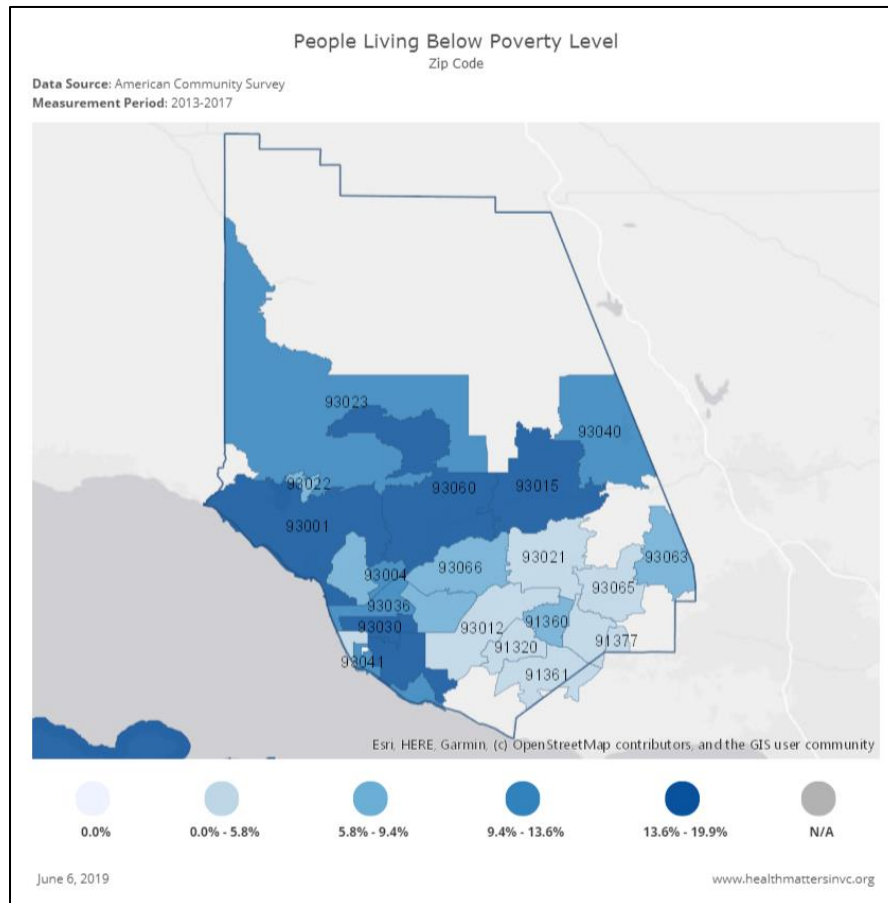 People Living Below Poverty Level
Zip Code
Data Source: American Community Survey
Measurement Period: 2013-2017
93023
93040
93022
93060
93015
93001
93021
93063
93004
93066
93065
93036
93030
93012
91360
91320
91377
93041
91361
Esri, HERE, Garmin, (c) OpenStreetMap contributors, and the GIS user community
0.0%
0.0% - 5.8%
5.8% - 9.4%
9.4% - 13.6%
13.6% - 19.9%
N/A
June 6, 2019
www.healthmattersinvc.org